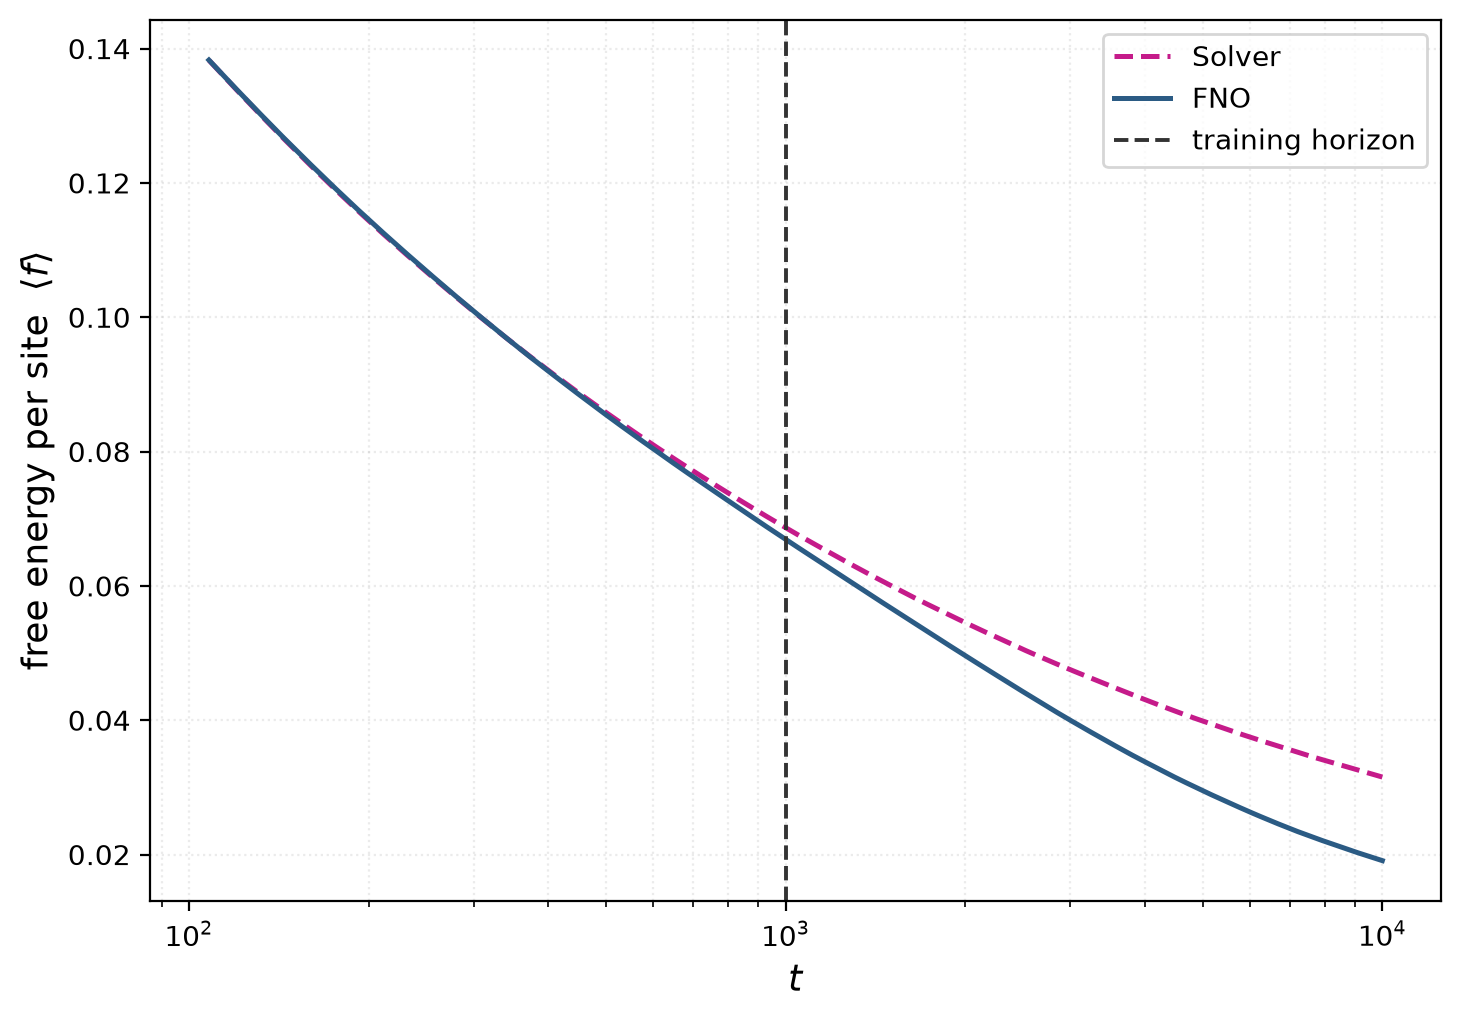 0.14
0.12
0.10
0.08
0.06
0.04
0.02
free energy per site ⟨f⟩
Solver
FNO
training horizon
10²
10³
10⁴
t